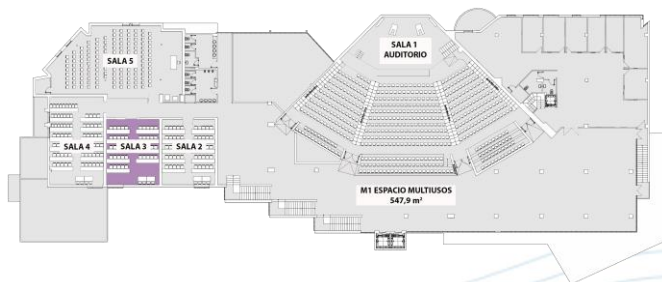 SALA 1
AUDITORIO
SALA 5
SALA 4
SALA 3
SALA 2
M1 ESPACIO MULTIUSOS
547,9 m²